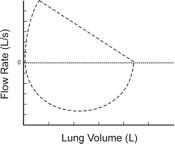 Flow Rate (L/s)
0
Lung Volume (L)